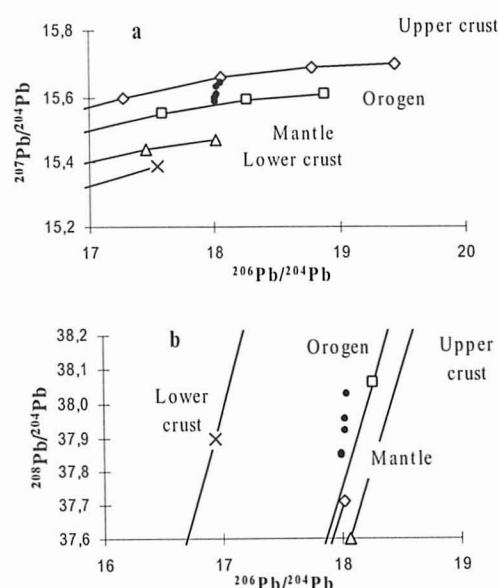 a
Upper crust
15,8
15,6
15,4
15,2
Orogen
Mantle
Lower crust
207Pb/204Pb
17 18 19 20
206Pb/204Pb
b
38,2
38,1
38,0
37,9
37,8
37,7
37,6
Orogen
Upper
crust
Lower
crust
Mantle
208Pb/204Pb
16 17 18 19
206Pb/204Pb